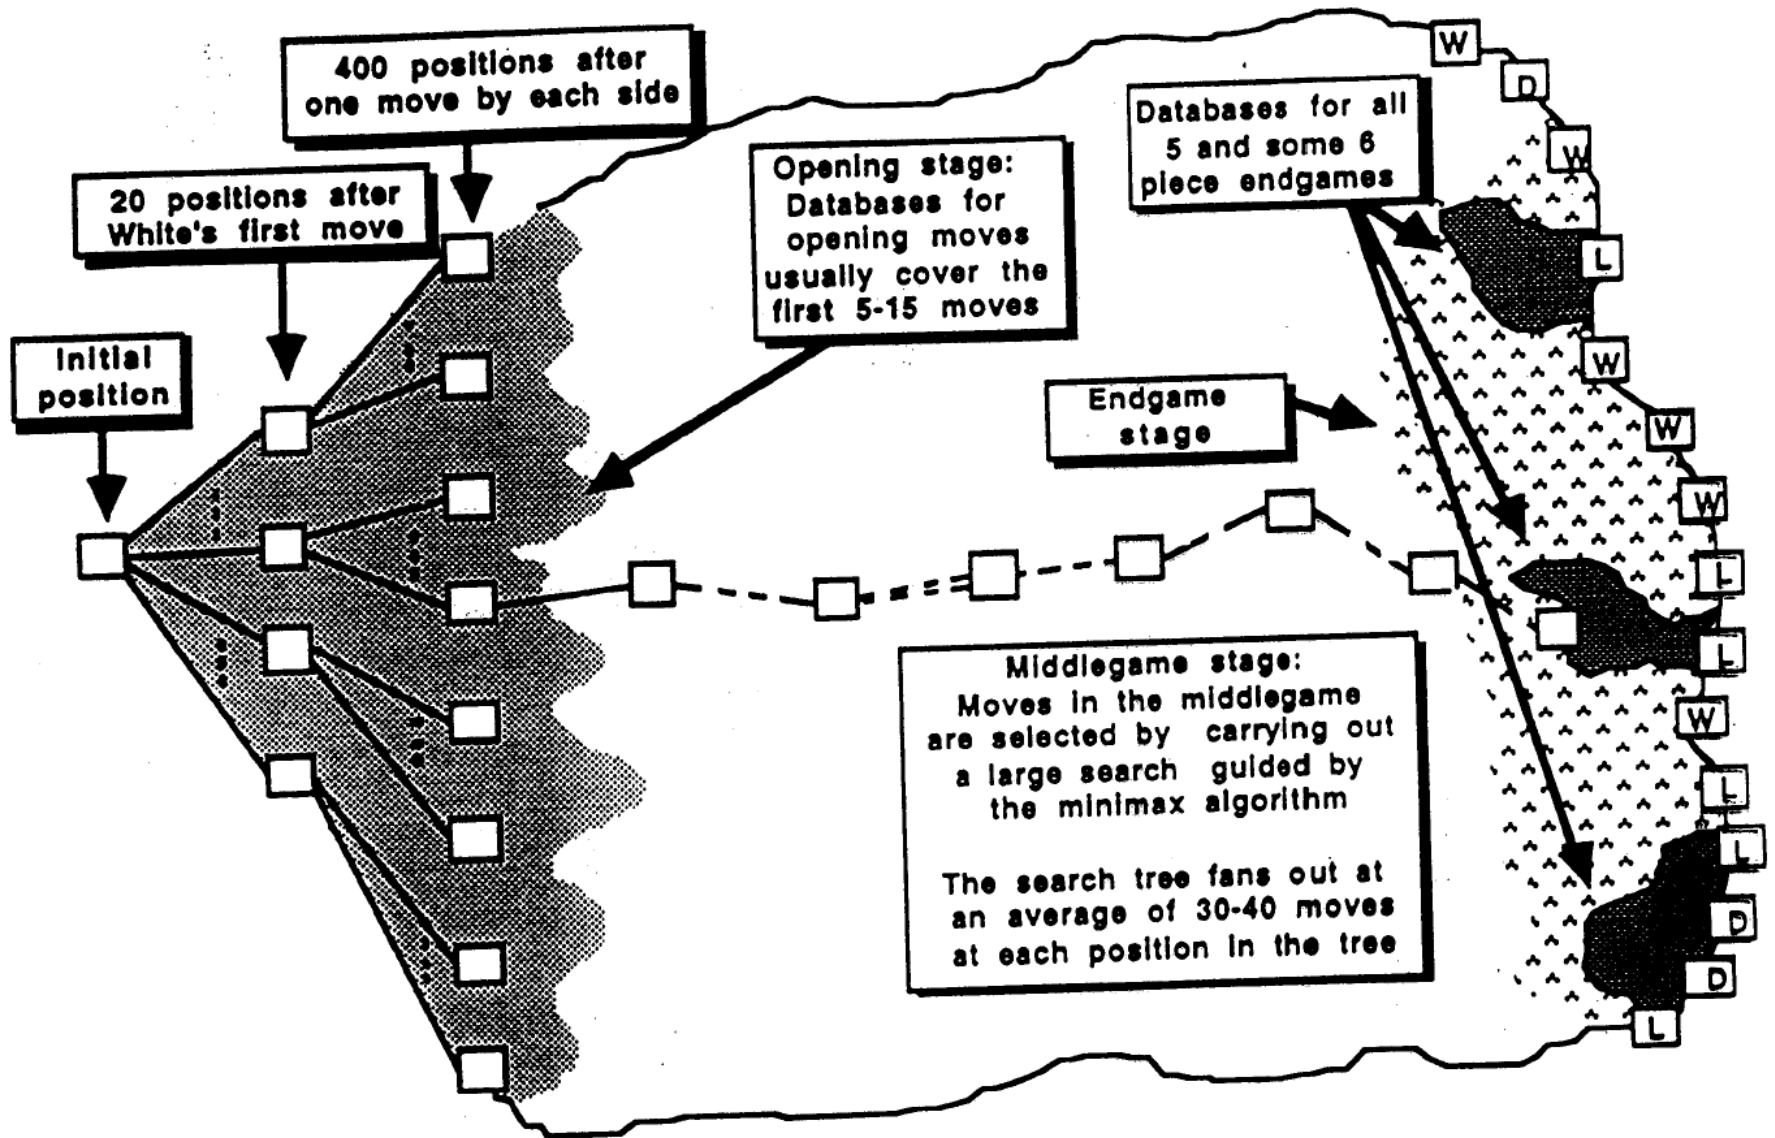 400 positions after
one move by each side
20 positions after
White's first move
Initial
position
Opening stage:
Databases for
opening moves
usually cover the
first 5-15 moves
Databases for all
5 and some 6
piece endgames
Endgame
stage
Middlegame stage:
Moves in the middlegame
are selected by carrying out
a large search guided by
the minimax algorithm
The search tree fans out at
an average of 30-40 moves
at each position in the tree
W
D
W
L
W
W
W
L
L
W
L
L
D
D
L